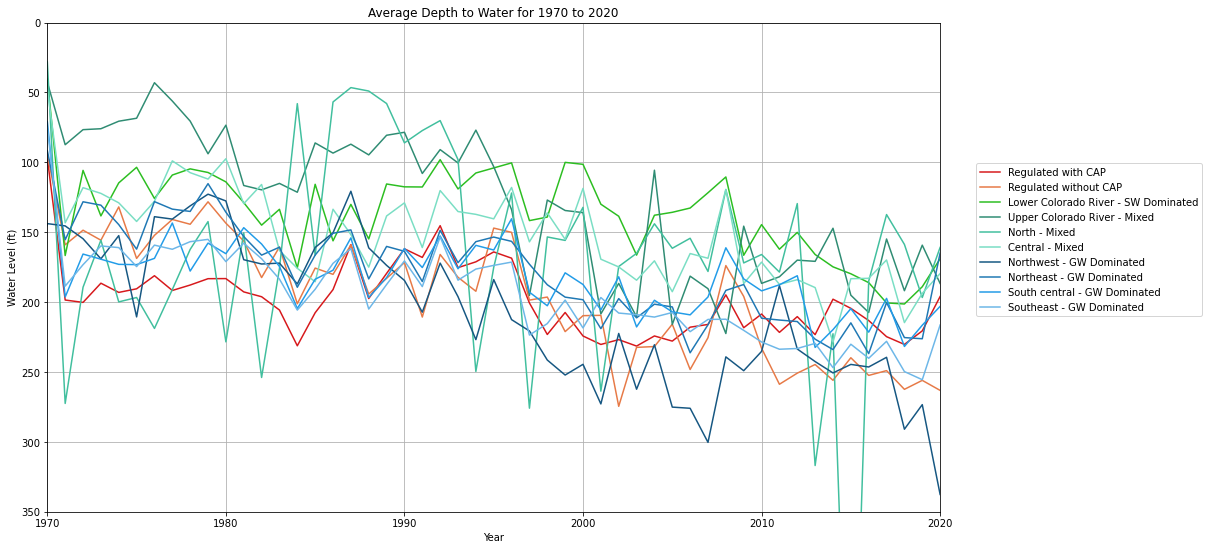 Average Depth to Water for 1970 to 2020
0
50
100
150
200
250
300
350
Water Level (ft)
1970
1980
1990
2000
2010
2020
Year
Regulated with CAP
Regulated without CAP
Lower Colorado River - SW Dominated
Upper Colorado River - Mixed
North - Mixed
Central - Mixed
Northwest - GW Dominated
Northeast - GW Dominated
South central - GW Dominated
Southeast - GW Dominated